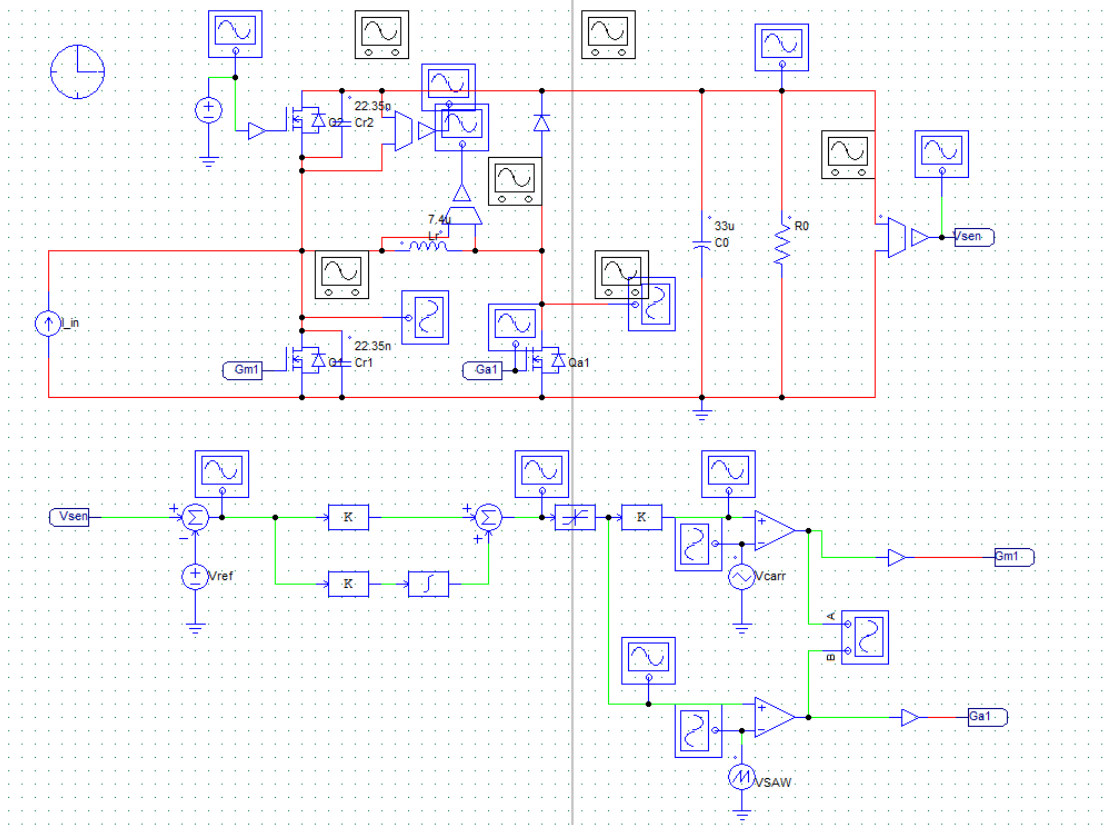 22.35n
Q2
Cr2
7.4u
Lr
33u
C0
R0
Vsen
I_in
22.35n
Gm1
Q1
Cr1
Ga1
Qa1
Vsen
K
K
K
Vref
Vcarr
Gm1
A
B
Ga1
VSAW